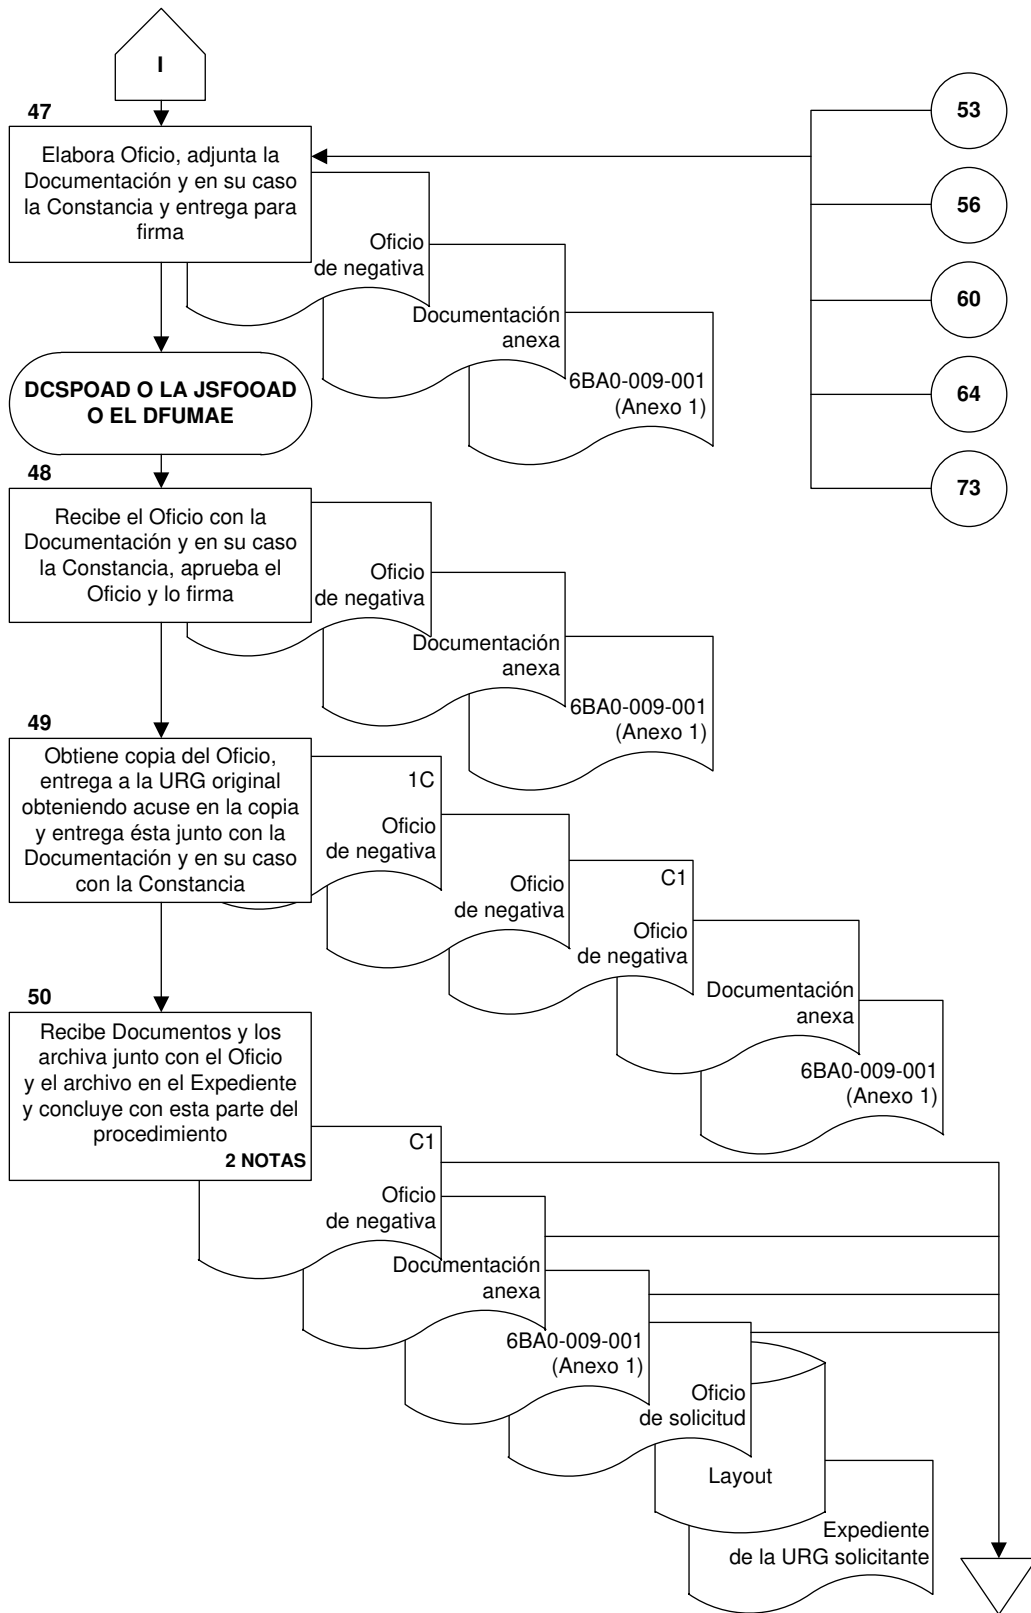 I
47
Elabora Oficio, adjunta la
Documentación y en su caso
la Constancia y entrega para
firma
Oficio
de negativa
Documentación
anexa
6BA0-009-001
(Anexo 1)
53
56
60
64
73
DCSPOAD O LA JSFOOAD
O EL DFUMAE
48
Recibe el Oficio con la
Documentación y en su caso
la Constancia, aprueba el
Oficio y lo firma
Oficio
de negativa
Documentación
anexa
6BA0-009-001
(Anexo 1)
49
Obtiene copia del Oficio,
entrega a la URG original
obteniendo acuse en la copia
y entrega ésta junto con la
Documentación y en su caso
con la Constancia
1C
Oficio
de negativa
Oficio
de negativa
C1
Oficio
de negativa
Documentación
anexa
6BA0-009-001
(Anexo 1)
50
Recibe Documentos y los
archiva junto con el Oficio
y el archivo en el Expediente
y concluye con esta parte del
procedimiento
2 NOTAS
C1
Oficio
de negativa
Documentación
anexa
6BA0-009-001
(Anexo 1)
Oficio
de solicitud
Layout
Expediente
de la URG solicitante